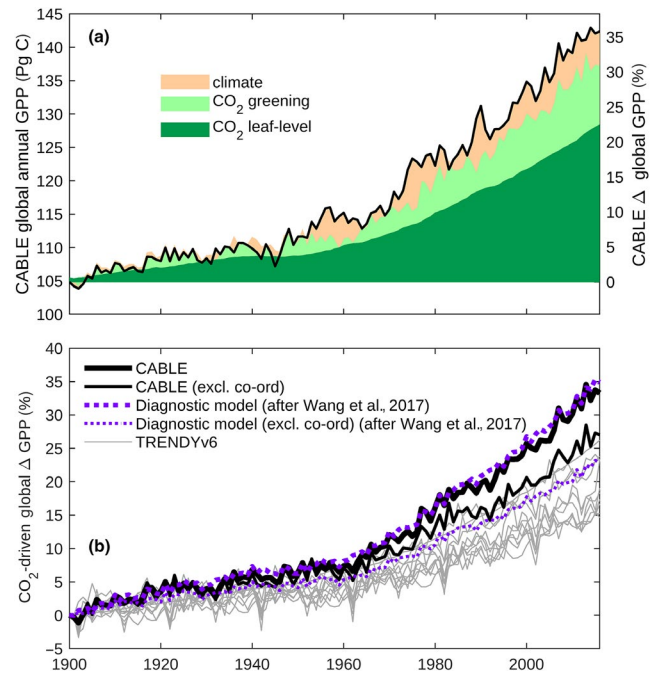 145
140
135
130
125
120
115
110
105
100
CABLE global annual GPP (Pg C)
(a)
climate
CO2 greening
CO2 leaf-level
35
30
25
20
15
10
5
0
CABLE Δ global GPP (%)
40
35
30
25
20
15
10
5
0
−5
CO2-driven global Δ GPP (%)
CABLE
CABLE (excl. co-ord)
Diagnostic model (after Wang et al., 2017)
Diagnostic model (excl. co-ord) (after Wang et al., 2017)
TRENDYv6
(b)
1900 1920 1940 1960 1980 2000